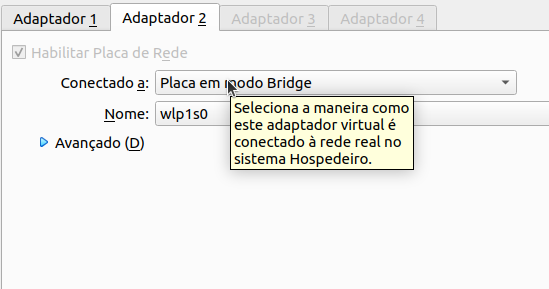 Adaptador 1 Adaptador 2 Adaptador 3 Adaptador 4
Habilitar Placa de Rede
Conectado a: Placa em modo Bridge
Nome: wlp1s0
Seleciona a maneira como
este adaptador virtual é
conectado à rede real no
sistema Hospedeiro.
Avançado (D)